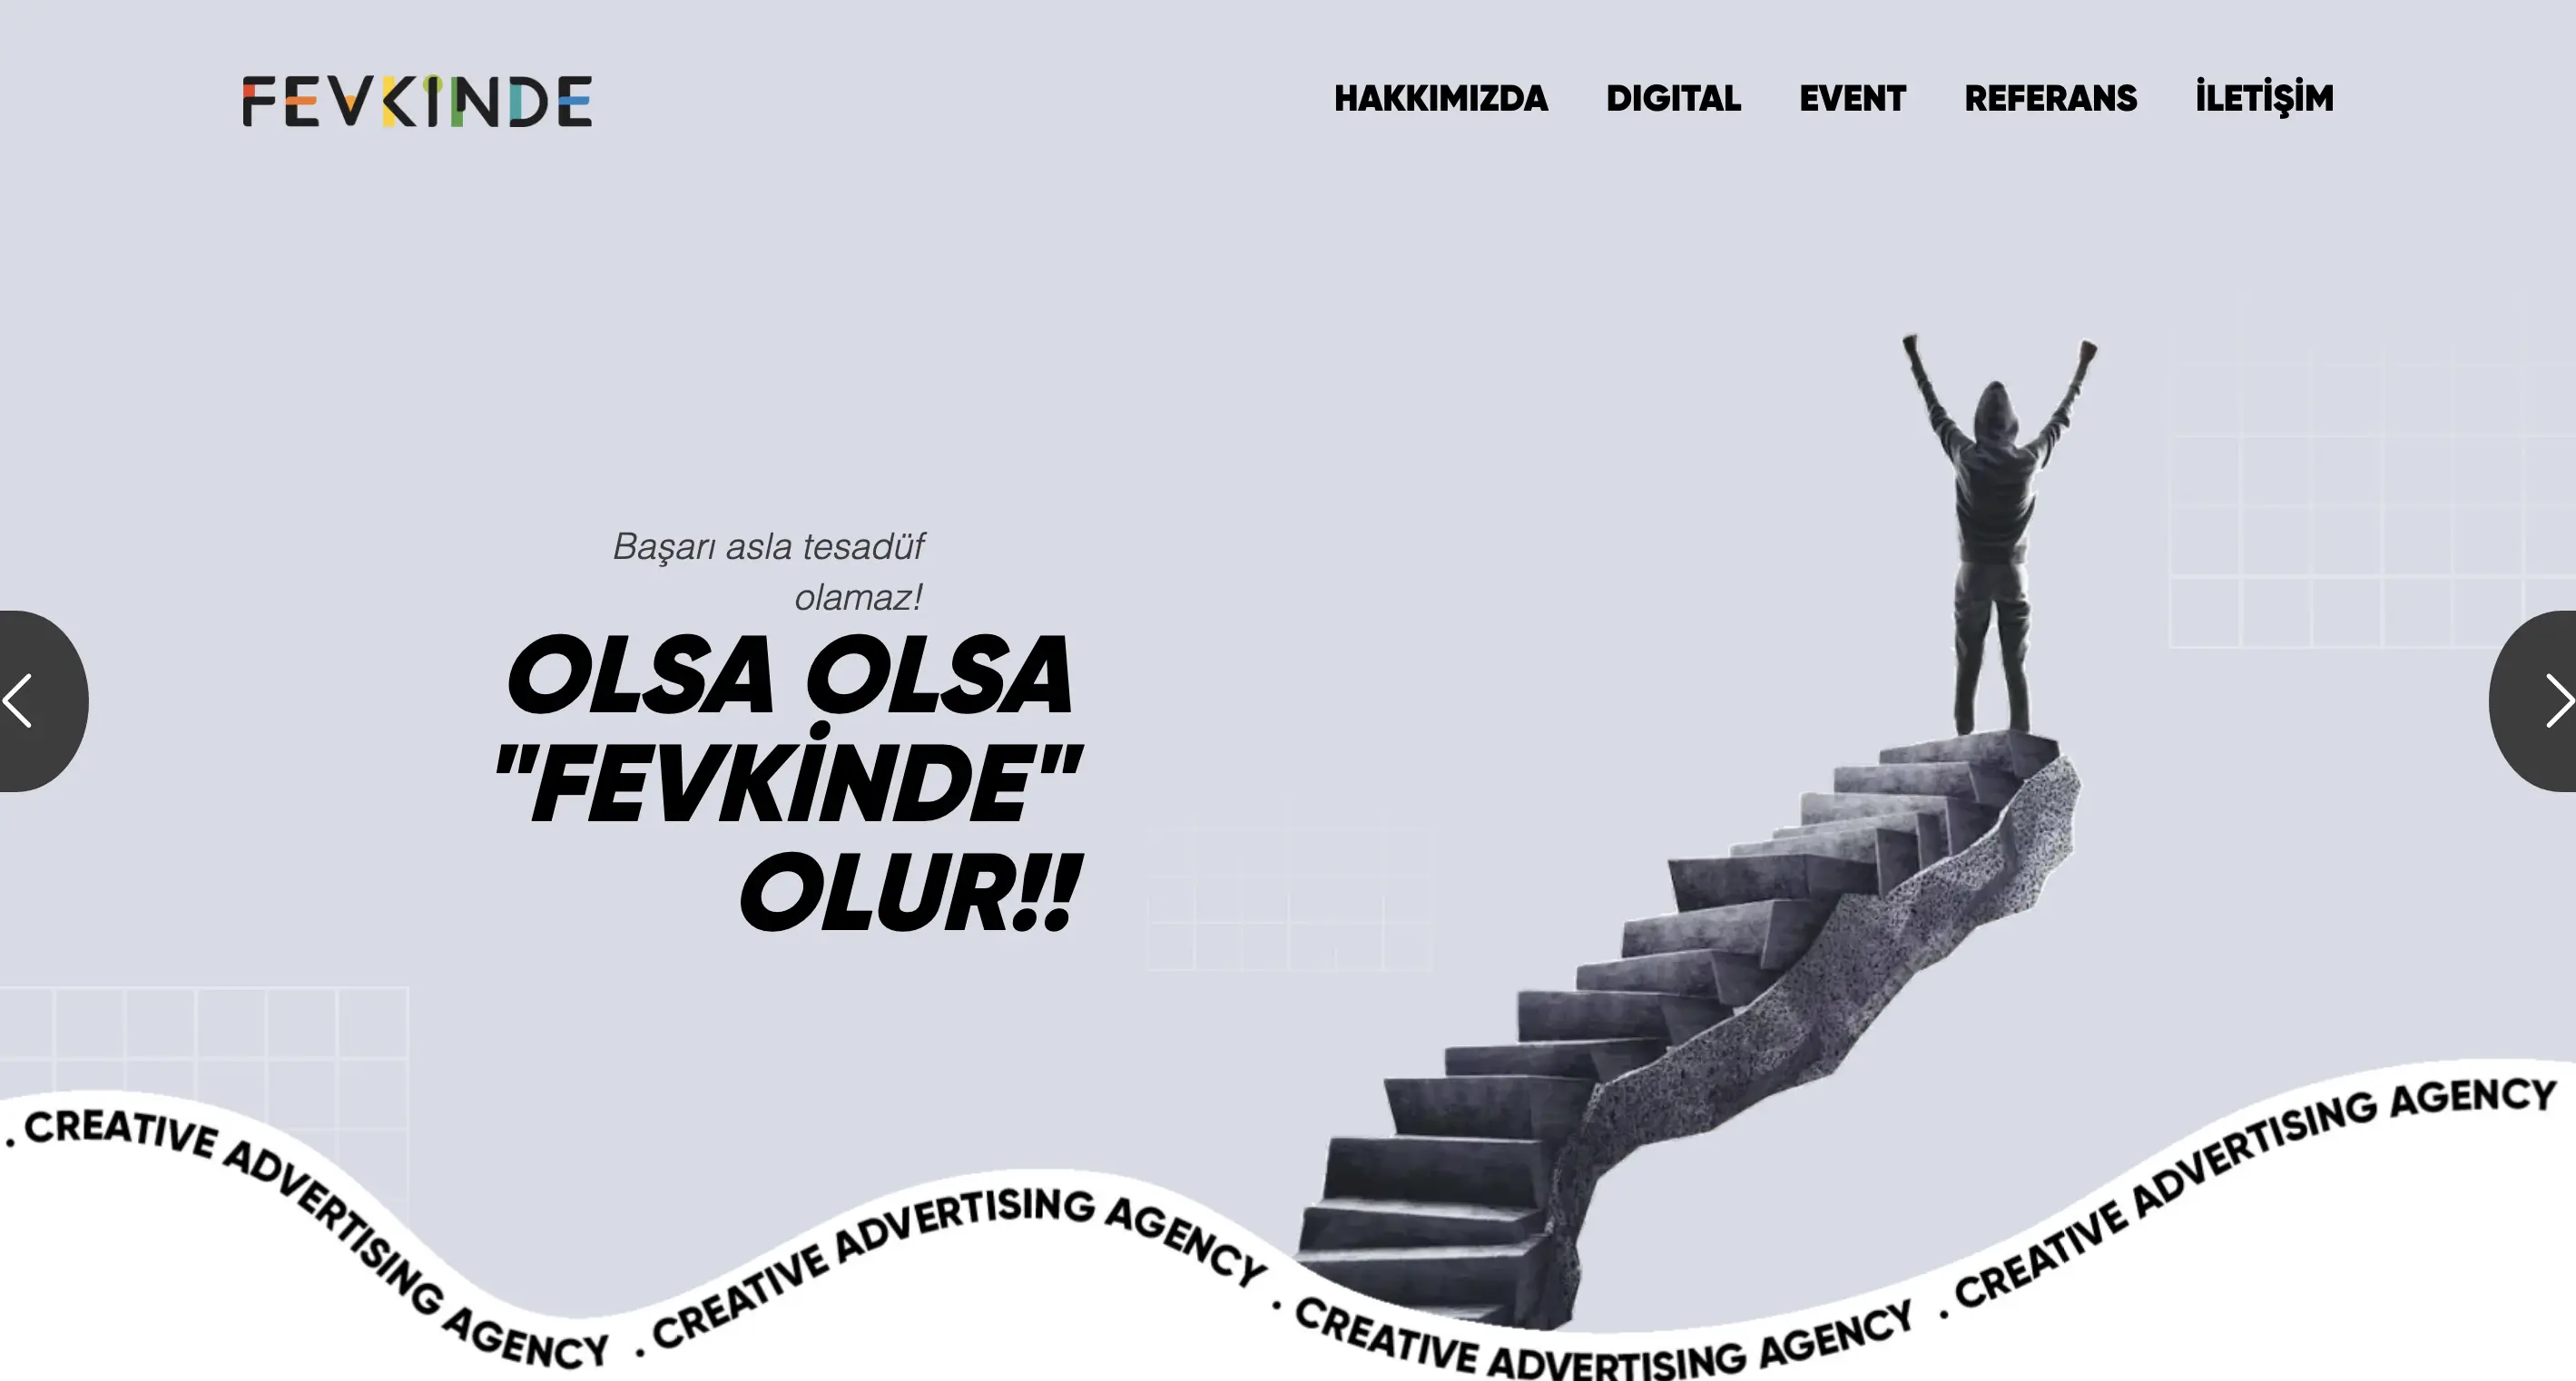 FEVKİNDE
HAKKIMIZDA DIGITAL EVENT REFERANS İLETİŞİM
Başarı asla tesadüf
olamaz!
OLSA OLSA
"FEVKİNDE"
OLUR!!
. CREATIVE ADVERTISING AGENCY . CREATIVE ADVERTISING AGENCY . CREATIVE ADVERTISING AGENCY . CREATIVE ADVERTISING AGENCY